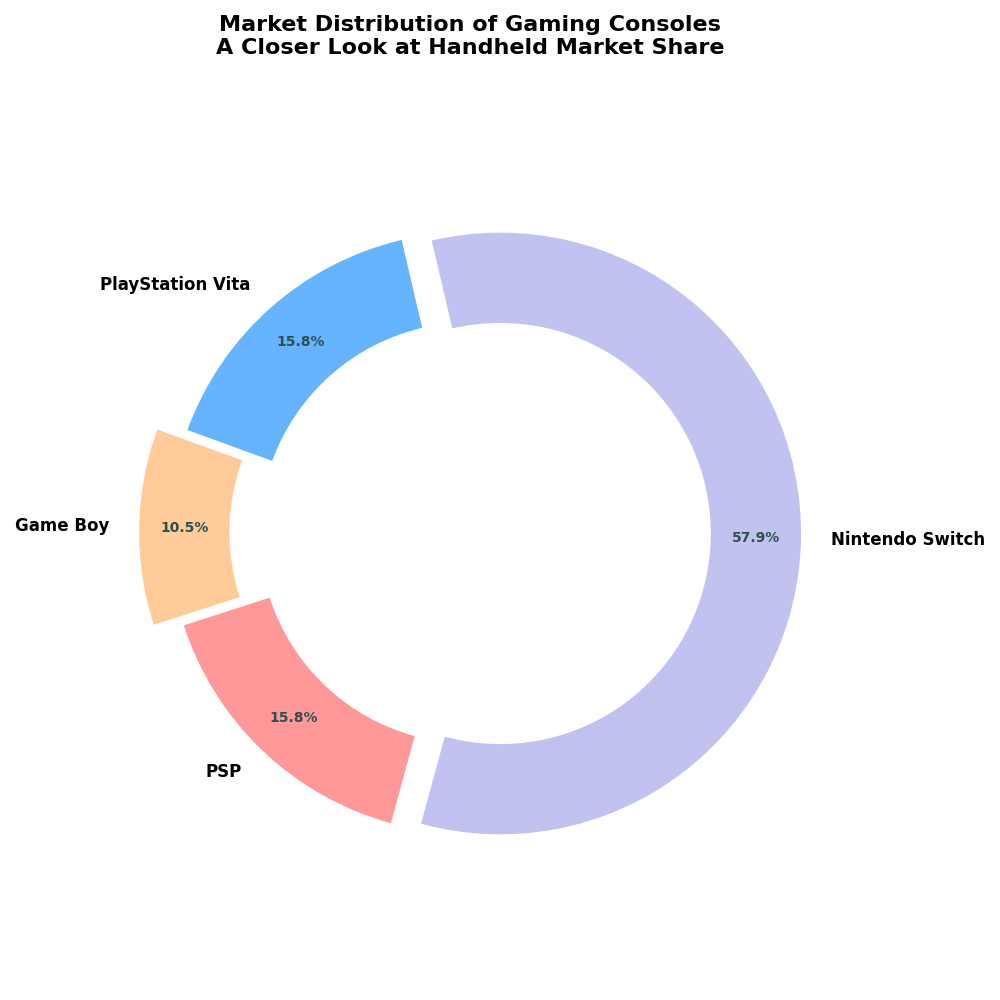 Market Distribution of Gaming Consoles
A Closer Look at Handheld Market Share
PlayStation Vita
15.8%
Game Boy
10.5%
57.9%
Nintendo Switch
15.8%
PSP